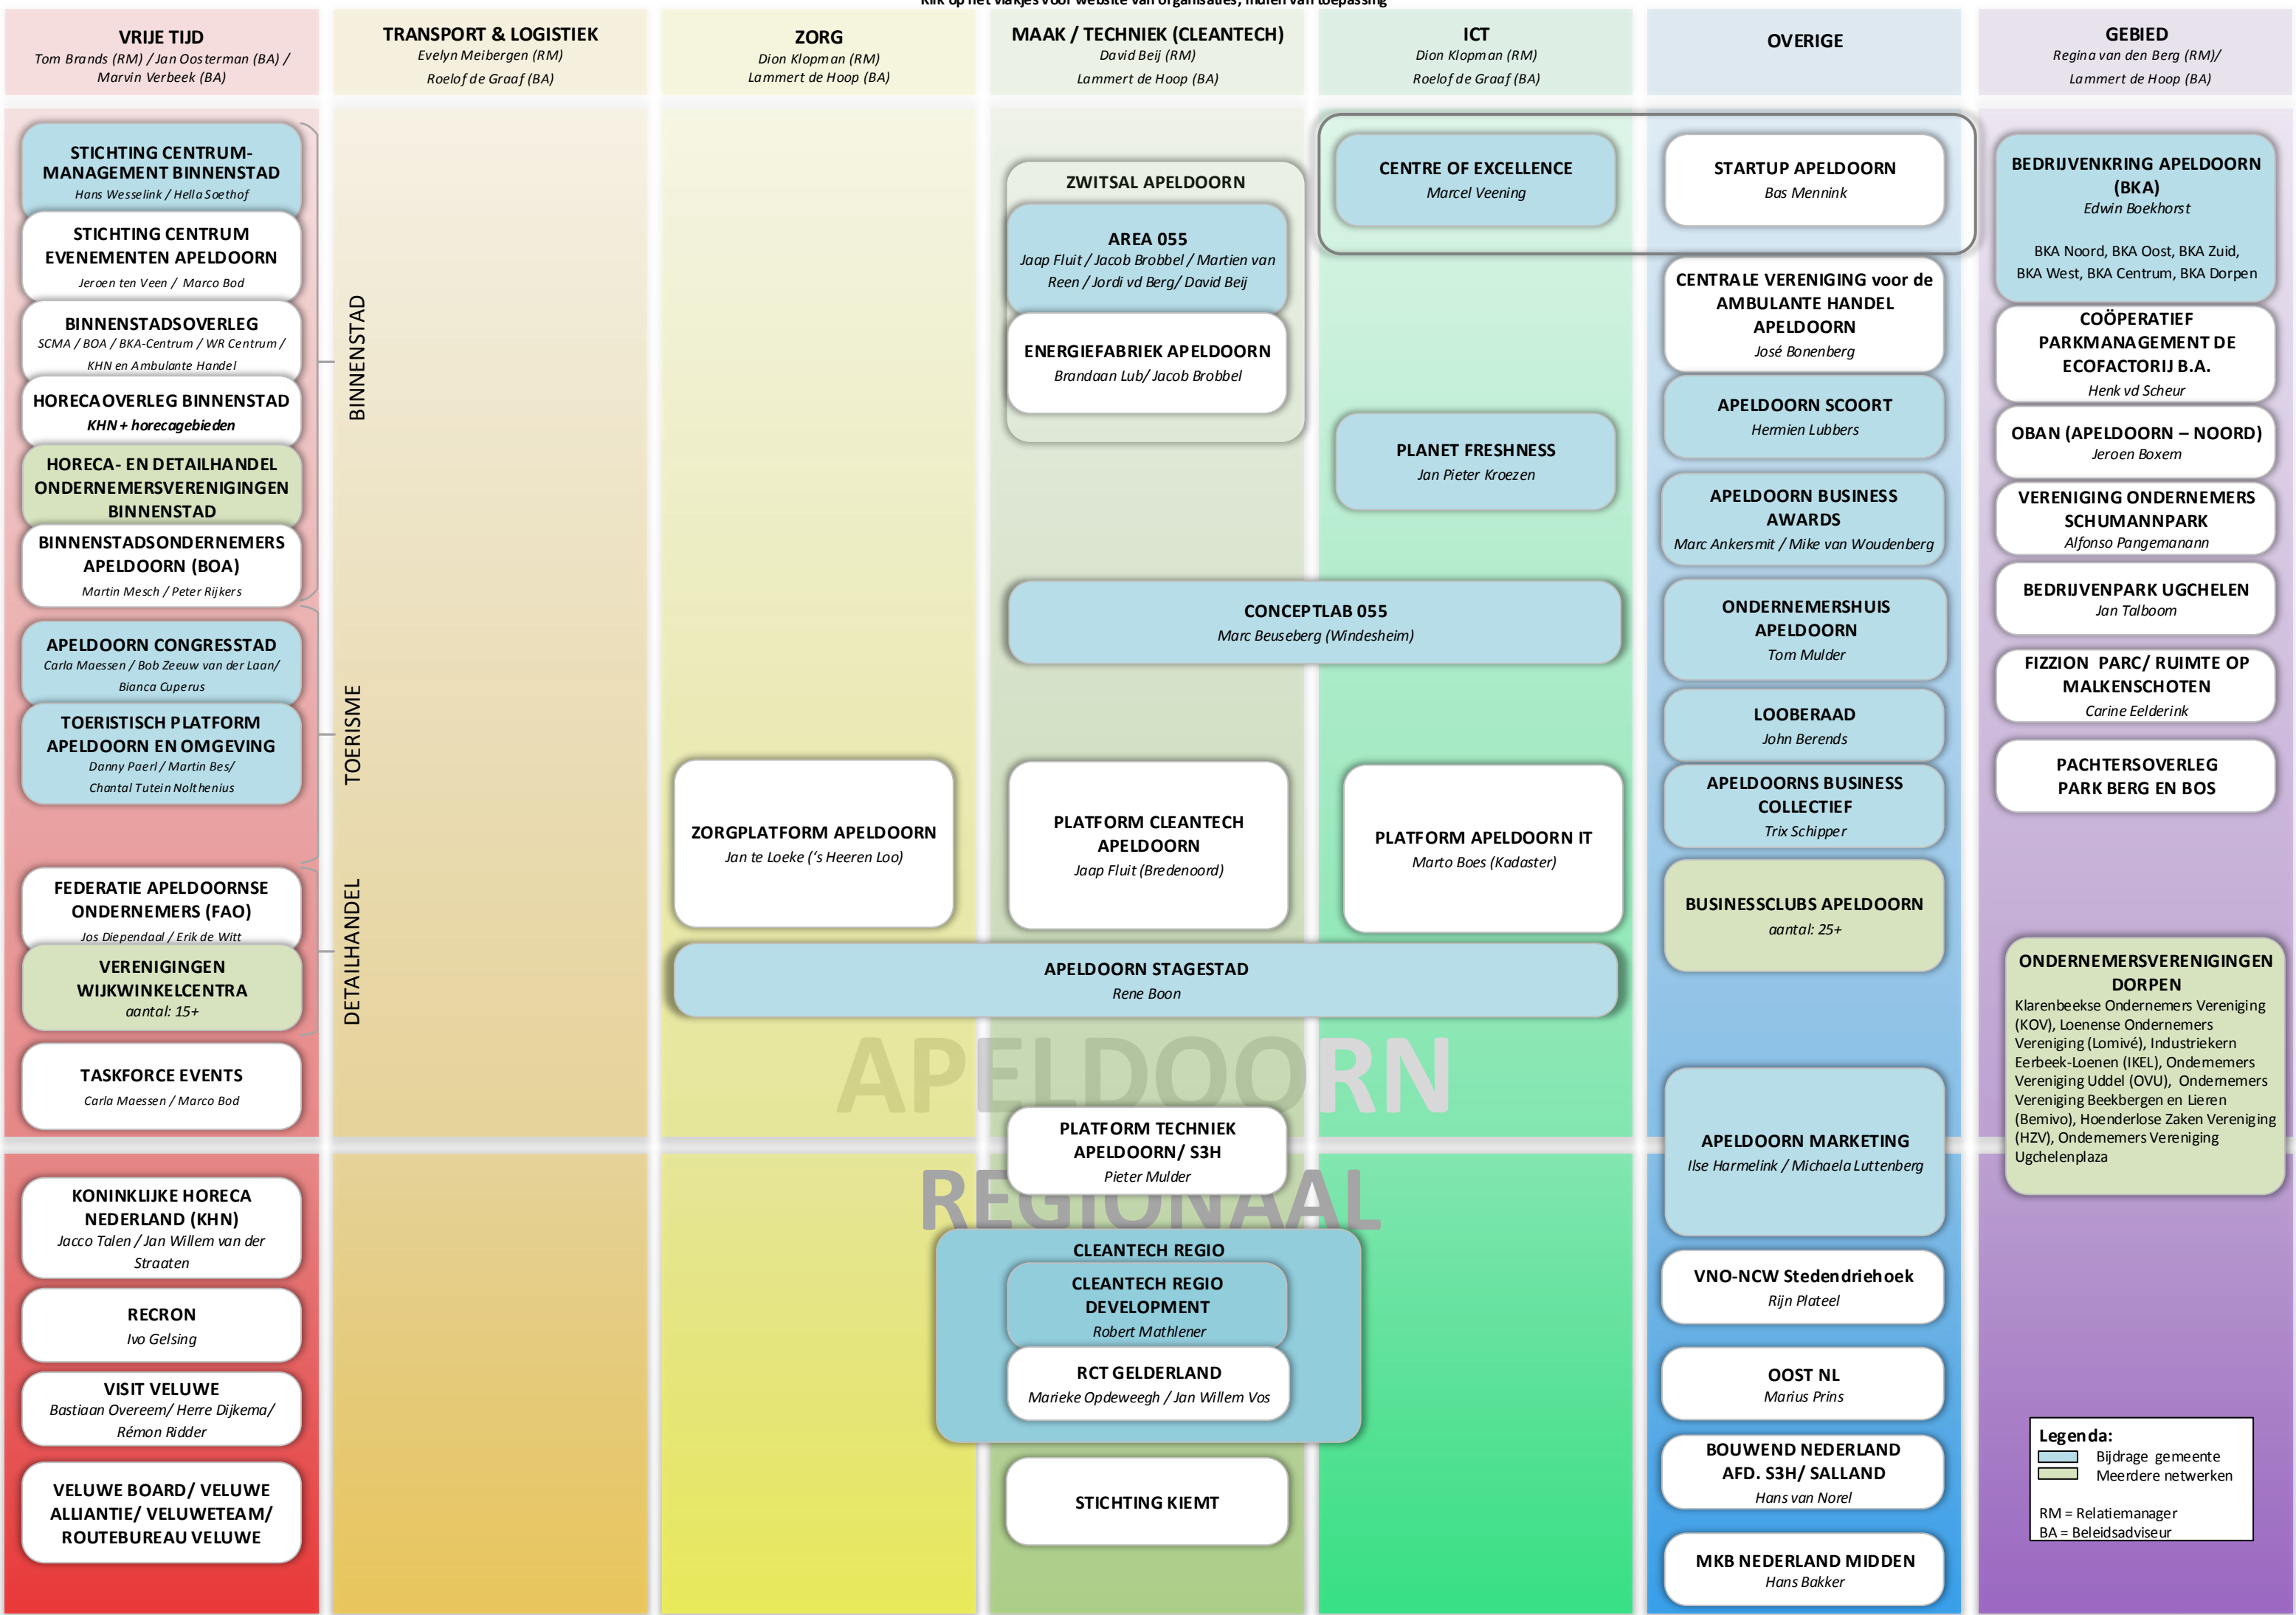 Klik op het vlakjes voor website van organisaties, indien van toepassing
VRIJE TIJD
Tom Brands (RM) / Jan Oosterman (BA) /
Marvin Verbeek (BA)
TRANSPORT & LOGISTIEK
Evelyn Meibergen (RM)
Roelof de Graaf (BA)
ZORG
Dion Klopman (RM)
Lammert de Hoop (BA)
MAAK / TECHNIEK (CLEANTECH)
David Beij (RM)
Lammert de Hoop (BA)
ICT
Dion Klopman (RM)
Roelof de Graaf (BA)
OVERIGE
GEBIED
Regina van den Berg (RM)/
Lammert de Hoop (BA)
STICHTING CENTRUM-
MANAGEMENT BINNENSTAD
Hans Wesselink / Hella Soethof
STICHTING CENTRUM
EVENEMENTEN APELDOORN
Jeroen ten Veen / Marco Bod
BINNENSTADSOVERLEG
SCMA / BOA / BKA-Centrum / WR Centrum /
KHN en Ambulante Handel
HORECAOVERLEG BINNENSTAD
KHN + horecagebieden
HORECA- EN DETAILHANDEL
ONDERNEMERSVERENIGINGEN
BINNENSTAD
BINNENSTADSONDERNEMERS
APELDOORN (BOA)
Martin Mesch / Peter Rijkers
BINNENSTAD
APELDOORN CONGRESSTAD
Carla Maessen / Bob Zeeuw van der Laan/
Bianca Cuperus
TOERISTISCH PLATFORM
APELDOORN EN OMGEVING
Danny Paerl / Martin Bes/
Chantal Tutein Nolthenius
TOERISME
FEDERATIE APELDOORNSE
ONDERNEMERS (FAO)
Jos Diependaal / Erik de Witt
VERENIGINGEN
WIJKWINKELCENTRA
aantal: 15+
DETAILHANDEL
TASKFORCE EVENTS
Carla Maessen / Marco Bod
KONINKLIJKE HORECA
NEDERLAND (KHN)
Jacco Talen / Jan Willem van der
Straaten
RECRON
Ivo Gelsing
VISIT VELUWE
Bastiaan Overeem/ Herre Dijkema/
Rémon Ridder
VELUWE BOARD/ VELUWE
ALLIANTIE/ VELUWETEAM/
ROUTEBUREAU VELUWE
ZORGPLATFORM APELDOORN
Jan te Loeke (‘s Heeren Loo)
ZWITSAL APELDOORN
AREA 055
Jaap Fluit / Jacob Brobbel / Martien van
Reen / Jordi vd Berg/ David Beij
ENERGIEFABRIEK APELDOORN
Brandaan Lub/ Jacob Brobbel
CONCEPTLAB 055
Marc Beuseberg (Windesheim)
PLATFORM CLEANTECH
APELDOORN
Jaap Fluit (Bredenoord)
APELDOORN STAGESTAD
Rene Boon
APELDOORN
PLATFORM TECHNIEK
APELDOORN/ S3H
Pieter Mulder
REGIONAAL
CLEANTECH REGIO
CLEANTECH REGIO
DEVELOPMENT
Robert Mathlener
RCT GELDERLAND
Marieke Opdeweegh / Jan Willem Vos
STICHTING KIEMT
CENTRE OF EXCELLENCE
Marcel Veening
PLANET FRESHNESS
Jan Pieter Kroezen
PLATFORM APELDOORN IT
Marto Boes (Kadaster)
STARTUP APELDOORN
Bas Mennink
CENTRALE VERENIGING voor de
AMBULANTE HANDEL
APELDOORN
José Bonenberg
APELDOORN SCOORT
Hermien Lubbers
APELDOORN BUSINESS
AWARDS
Marc Ankersmit / Mike van Woudenberg
ONDERNEMERSHUIS
APELDOORN
Tom Mulder
LOOBERAAD
John Berends
APELDOORNS BUSINESS
COLLECTIEF
Trix Schipper
BUSINESSCLUBS APELDOORN
aantal: 25+
APELDOORN MARKETING
Ilse Harmelink / Michaela Luttenberg
VNO-NCW Stedendriehoek
Rijn Plateel
OOST NL
Marius Prins
BOUWEND NEDERLAND
AFD. S3H/ SALLAND
Hans van Norel
MKB NEDERLAND MIDDEN
Hans Bakker
BEDRIJVENKRING APELDOORN
(BKA)
Edwin Boekhorst
BKA Noord, BKA Oost, BKA Zuid,
BKA West, BKA Centrum, BKA Dorpen
COÖPERATIEF
PARKMANAGEMENT DE
ECOFACTORIJ B.A.
Henk vd Scheur
OBAN (APELDOORN – NOORD)
Jeroen Boxem
VERENIGING ONDERNEMERS
SCHUMANNPARK
Alfonso Pangemanann
BEDRIJVENPARK UGCHELEN
Jan Talboom
FIZZION PARC/ RUIMTE OP
MALKENSCHOTEN
Carine Eelderink
PACHTERSOVERLEG
PARK BERG EN BOS
ONDERNEMERSVERENIGINGEN
DORPEN
Klarenbeekse Ondernemers Vereniging
(KOV), Loenense Ondernemers
Vereniging (Lomivé), Industriekern
Eerbeek-Loenen (IKEL), Ondernemers
Vereniging Uddel (OVU), Ondernemers
Vereniging Beekbergen en Lieren
(Bemivo), Hoenderlose Zaken Vereniging
(HZV), Ondernemers Vereniging
Ugchelenplaza
Legenda:
Bijdrage gemeente
Meerdere netwerken
RM = Relatiemanager
BA = Beleidsadviseur